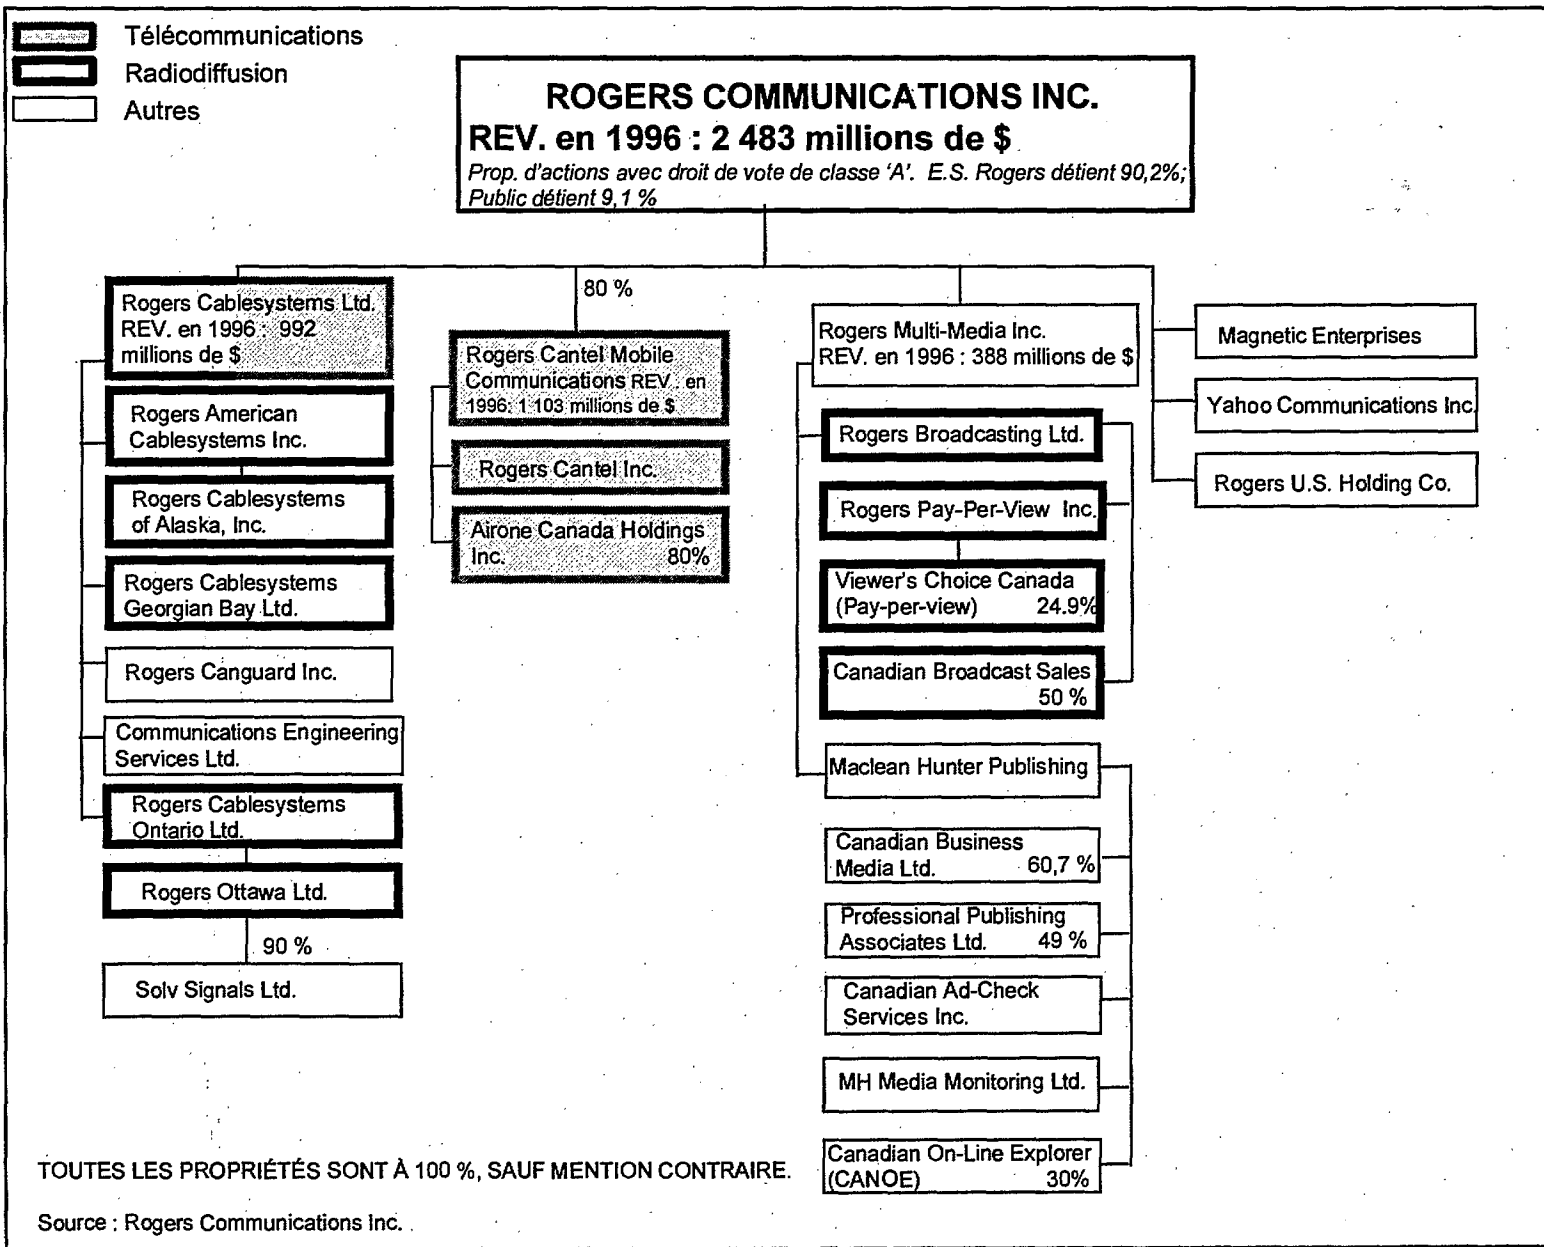 Télécommunications
Radiodiffusion
Autres
ROGERS COMMUNICATIONS INC.
REV. en 1996 : 2 483 millions de $
Prop. d'actions avec droit de vote de classe 'A'. E.S. Rogers détient 90,2%;
Public détient 9,1 %
Rogers Cablesystems Ltd.
REV. en 1996 : 992
millions de $
Rogers American
Cablesystems Inc.
Rogers Cablesystems
of Alaska, Inc.
Rogers Cablesystems
Georgian Bay Ltd.
Rogers Canguard Inc.
Communications Engineering
Services Ltd.
Rogers Cablesystems
Ontario Ltd.
Rogers Ottawa Ltd.
90 %
Solv Signals Ltd.
80 %
Rogers Cantel Mobile
Communications REV. en
1996: 1 103 millions de $
Rogers Cantel Inc.
Airone Canada Holdings
Inc. 80%
Rogers Multi-Media Inc.
REV. en 1996 : 388 millions de $
Rogers Broadcasting Ltd.
Rogers Pay-Per-View Inc.
Viewer's Choice Canada
(Pay-per-view) 24.9%
Canadian Broadcast Sales
50 %
Maclean Hunter Publishing
Canadian Business
Media Ltd. 60,7 %
Professional Publishing
Associates Ltd. 49 %
Canadian Ad-Check
Services Inc.
MH Media Monitoring Ltd.
Canadian On-Line Explorer
(CANOE) 30%
Magnetic Enterprises
Yahoo Communications Inc.
Rogers U.S. Holding Co.
TOUTES LES PROPRIÉTÉS SONT À 100 %, SAUF MENTION CONTRAIRE.
Source : Rogers Communications Inc.